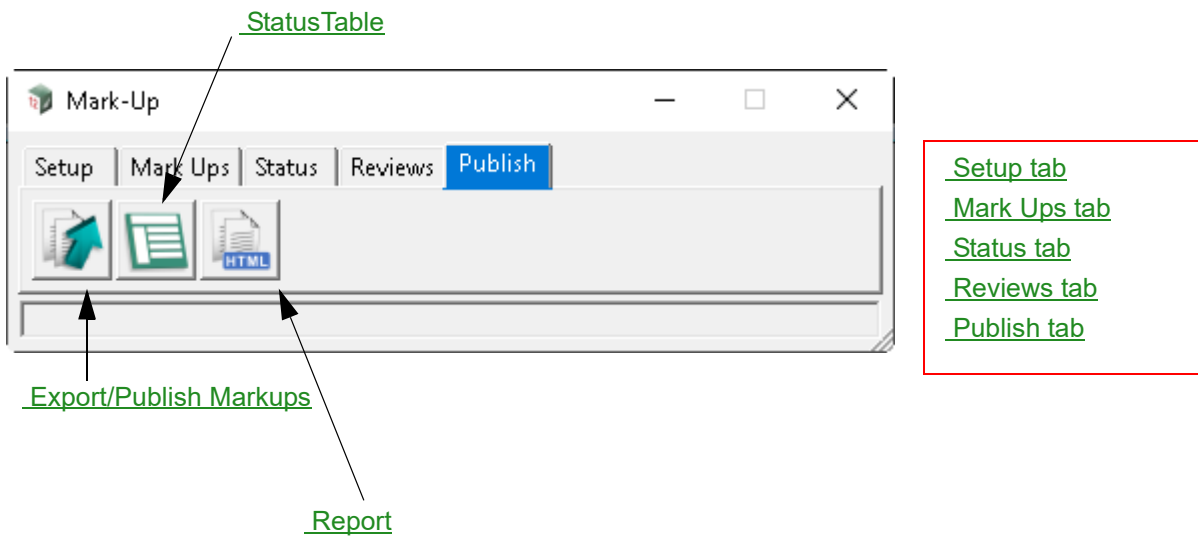 StatusTable
Mark-Up
Setup
Mark Ups
Status
Reviews
Publish
HTML
Export/Publish Markups
Report
Setup tab
Mark Ups tab
Status tab
Reviews tab
Publish tab